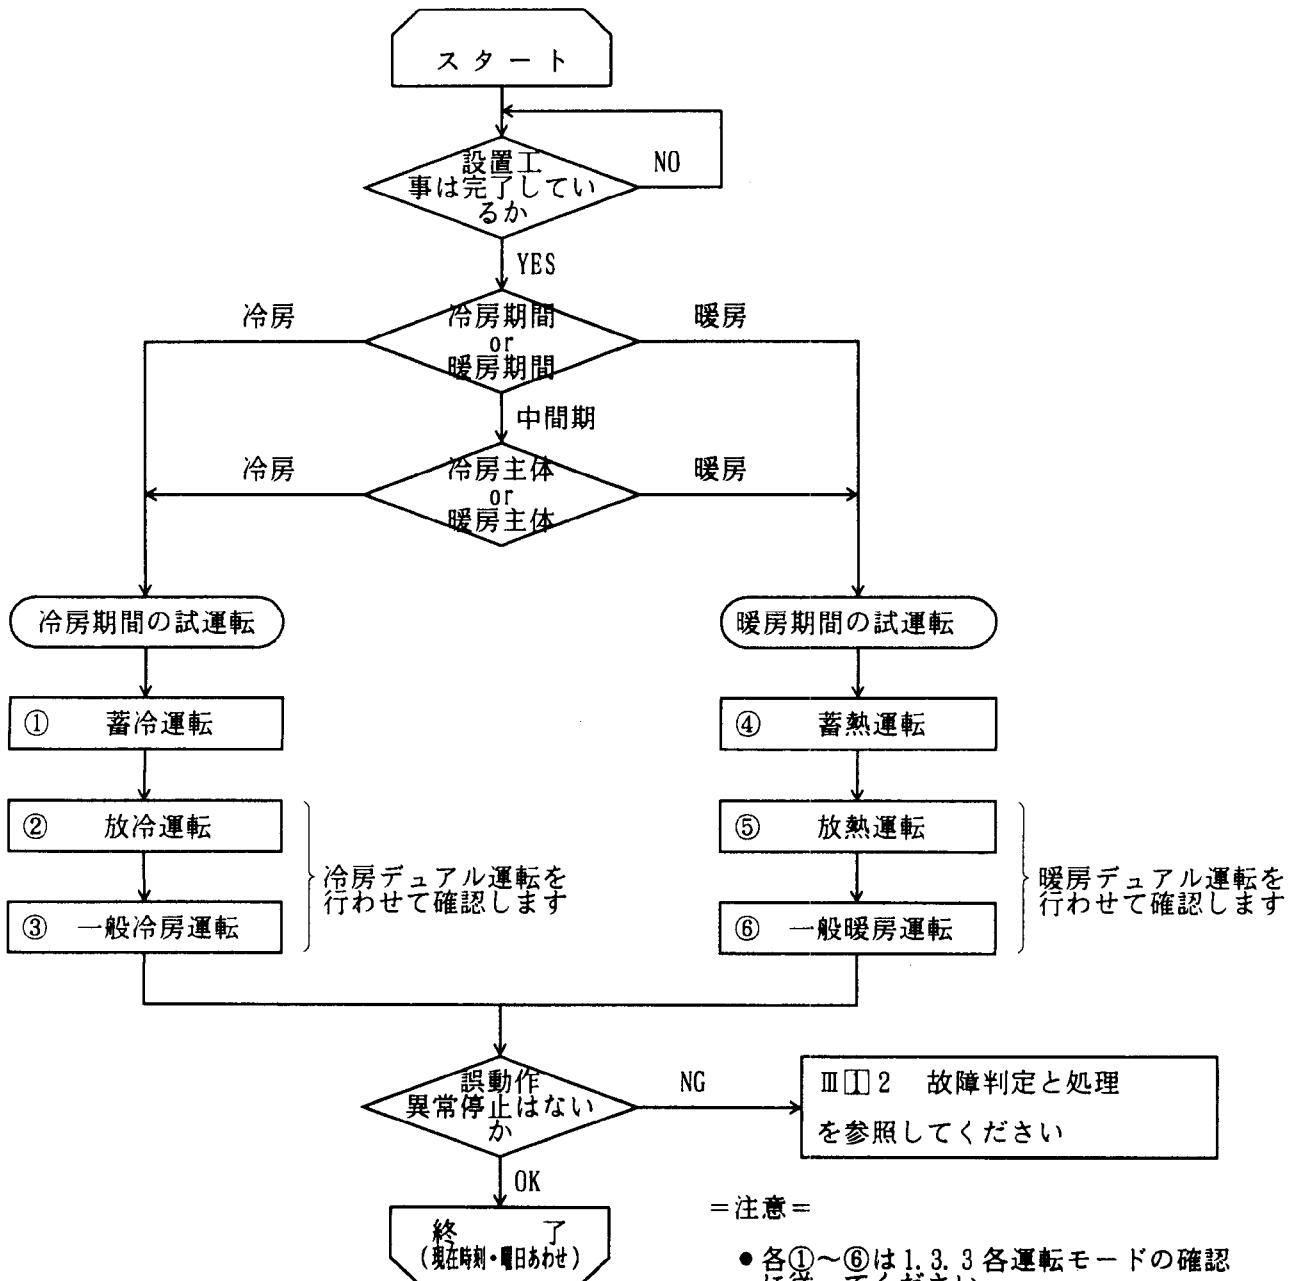 スタート
設置工
事は完了してい
るか
NO
YES
冷房
冷房期間
or
暖房期間
暖房
中間期
冷房
冷房主体
or
暖房主体
暖房
冷房期間の試運転
暖房期間の試運転
① 蓄冷運転
④ 蓄熱運転
② 放冷運転
⑤ 放熱運転
冷房デュアル運転を
行わせて確認します
暖房デュアル運転を
行わせて確認します
③ 一般冷房運転
⑥ 一般暖房運転
誤動作
異常停止はない
か
NG
Ⅲ1 2 故障判定と処理
を参照してください
OK
終了
(現在時刻・曜日あわせ)
=注意=
●各①~⑥は1.3.3 各運転モードの確認
に従ってください